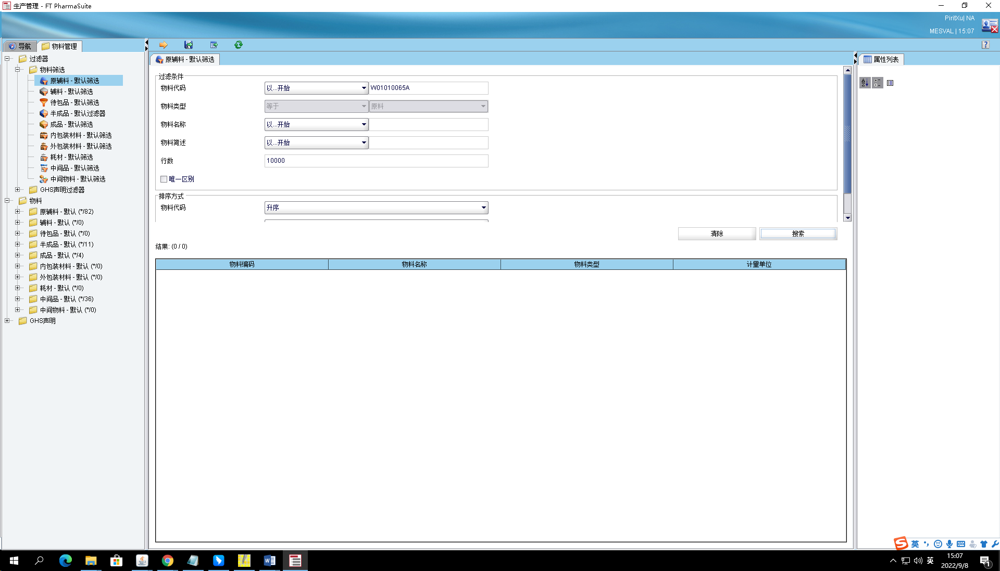 生产管理 - FT PharmaSuite
PiritXu| NA
MESVAL | 15:07
导航
物料管理
过滤器
物料筛选
原辅料 - 默认筛选
辅料 - 默认筛选
待包品 - 默认筛选
半成品 - 默认过滤器
成品 - 默认筛选
内包装材料 - 默认筛选
外包装材料 - 默认筛选
耗材 - 默认筛选
中间品 - 默认筛选
中间物料 - 默认筛选
GHS声明过滤器
物料
原辅料 - 默认 (*/82)
辅料 - 默认 (*/0)
待包品 - 默认 (*/0)
半成品 - 默认 (*/11)
成品 - 默认 (*/4)
内包装材料 - 默认 (*/0)
外包装材料 - 默认 (*/0)
耗材 - 默认 (*/0)
中间品 - 默认 (*/36)
中间物料 - 默认 (*/0)
GHS声明
原辅料 - 默认筛选
过滤条件
物料代码 以...开始 W01010065A
物料类型 等于 原料
物料名称 以...开始
物料简述 以...开始
行数 10000
唯一区别
排序方式
物料代码 升序
清除 搜索
结果: (0 / 0)
物料编码 物料名称 物料类型 计量单位
属性列表
英
英
15:07
2022/9/8
1